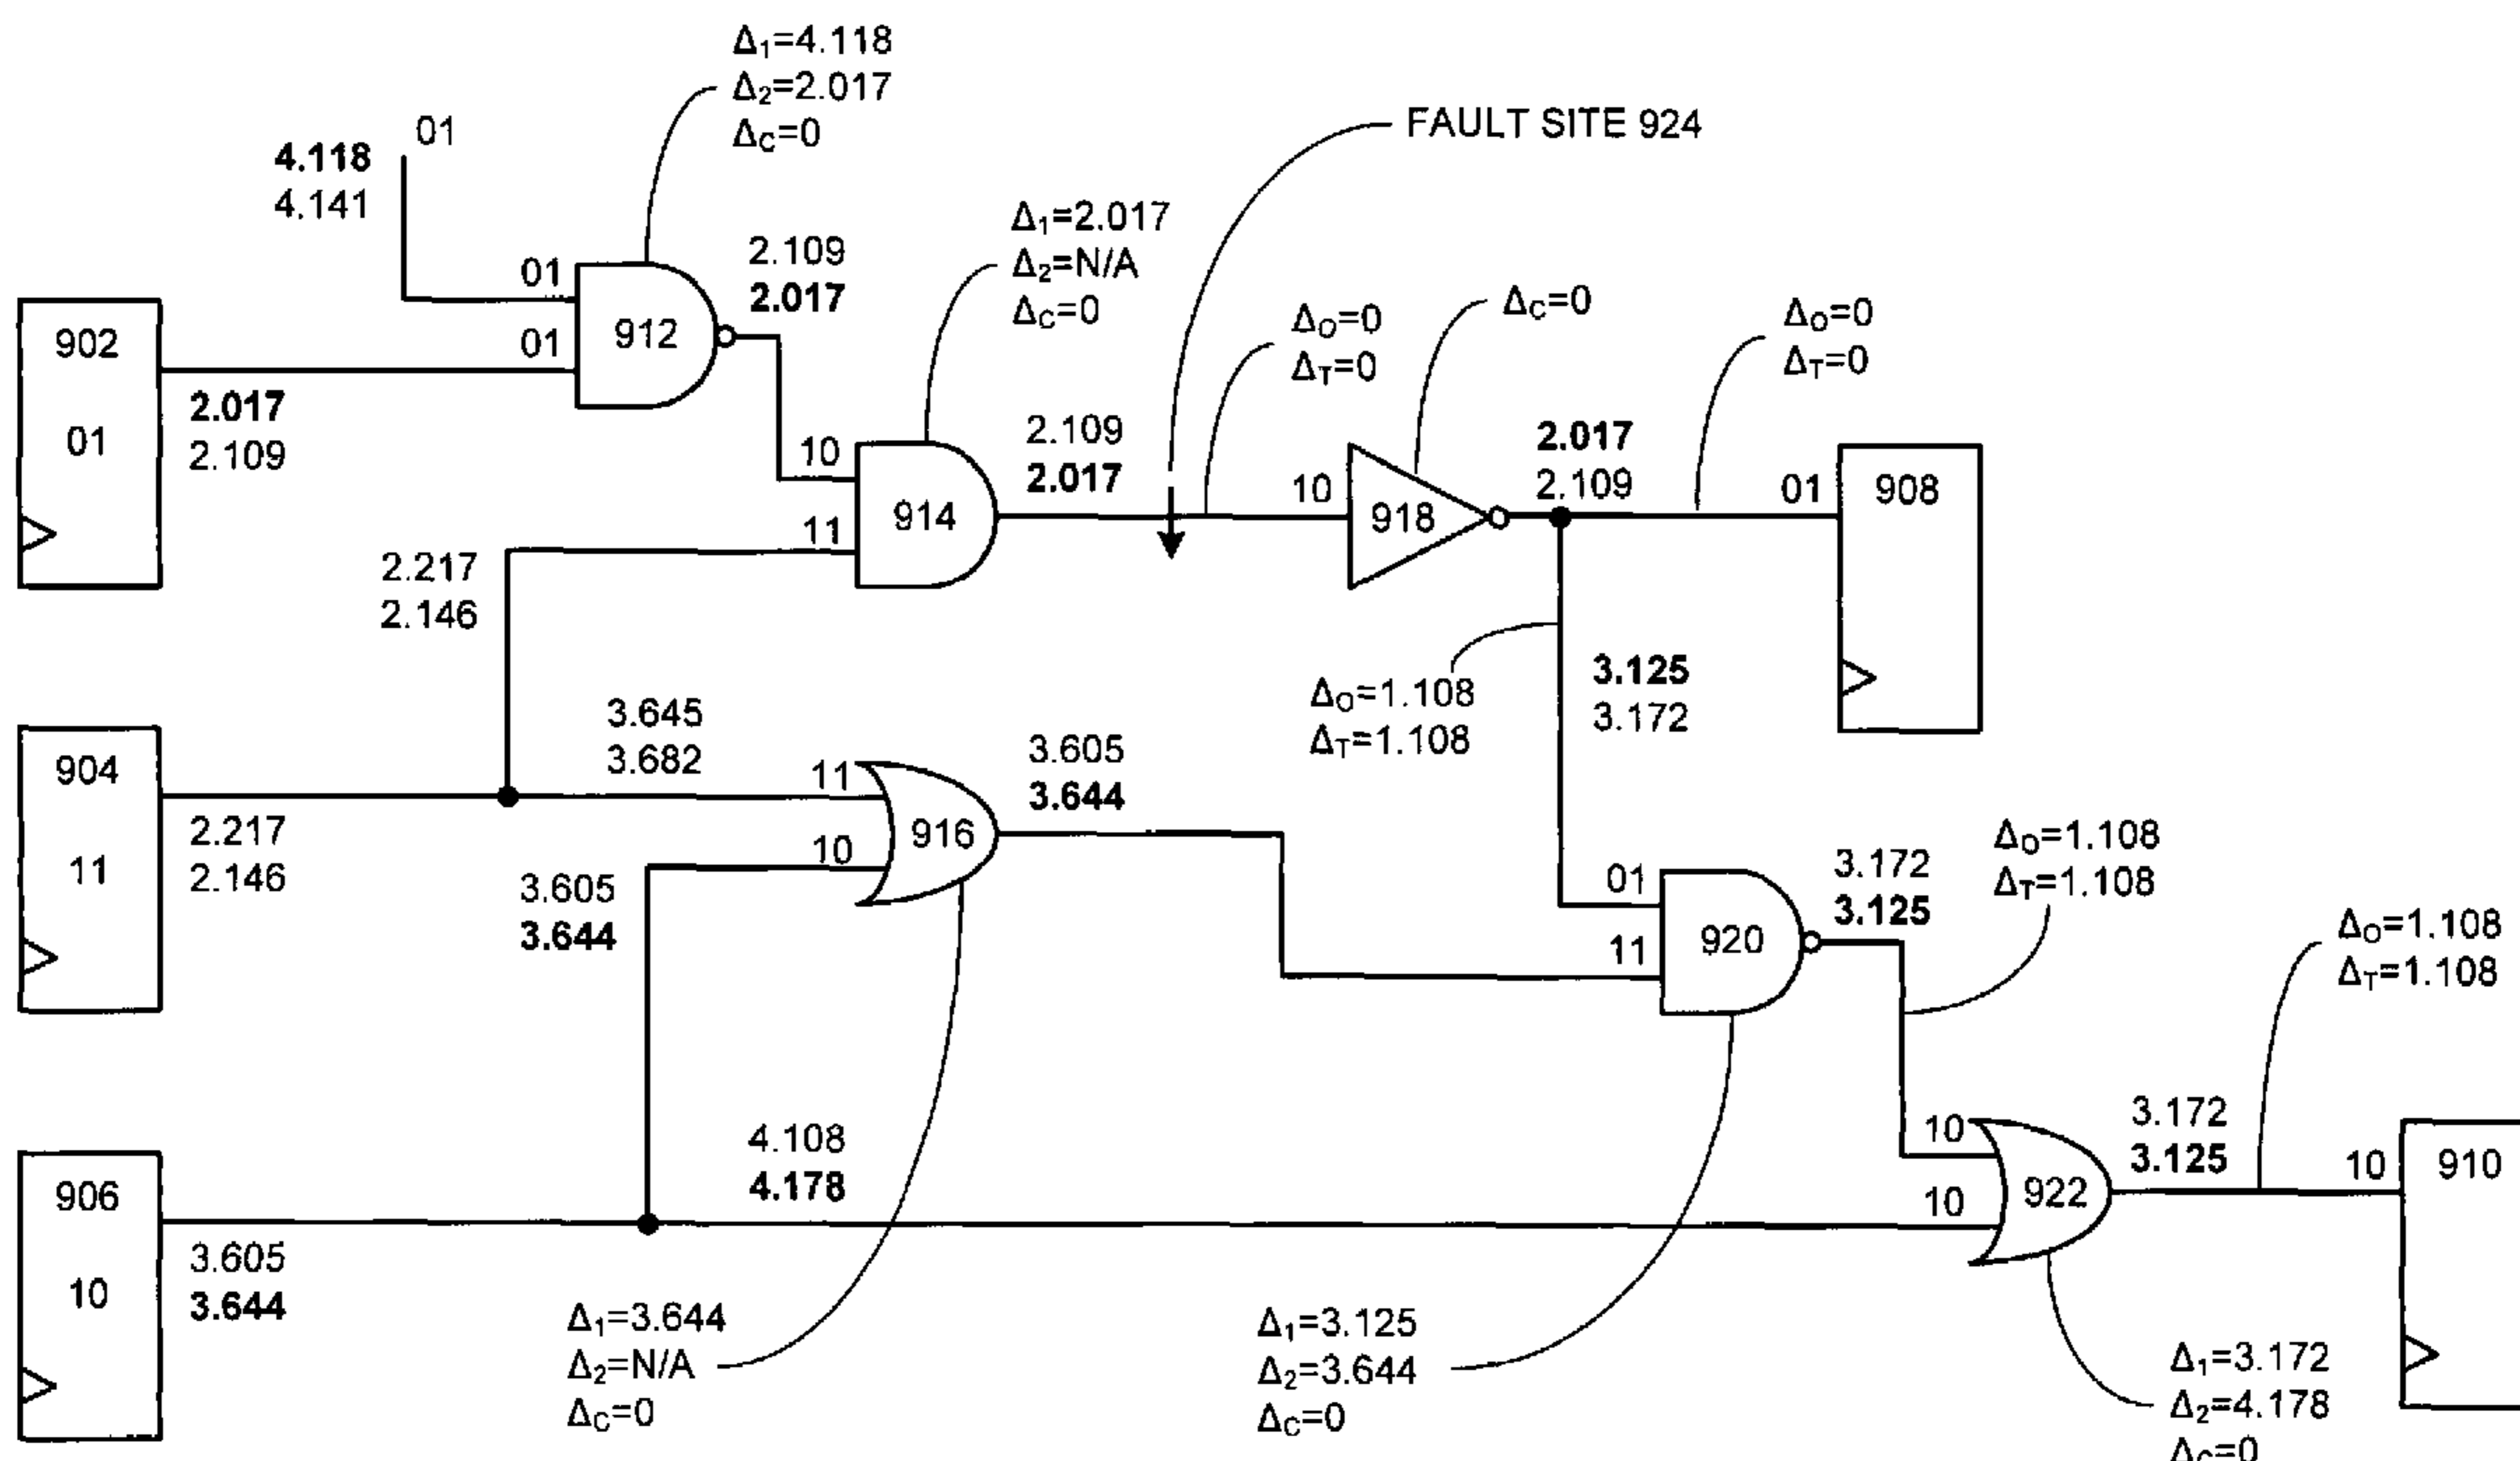 Δ1=4.118
Δ2=2.017
ΔC=0
FAULT SITE 924
01
4.118
4.141
Δ1=2.017
Δ2=N/A
ΔC=0
01
01
912
2.109
2.017
902
01
2.017
2.109
ΔO=0
ΔT=0
ΔC=0
ΔO=0
ΔT=0
10
11
914
2.109
2.017
10
918
2.017
2.109
01
908
2.217
2.146
ΔO=1.108
ΔT=1.108
3.125
3.172
904
11
2.217
2.146
3.645
3.682
11
10
916
3.605
3.644
3.605
3.644
01
11
920
3.172
3.125
ΔO=1.108
ΔT=1.108
ΔO=1.108
ΔT=1.108
906
10
3.605
3.644
4.108
4.178
10
10
922
3.172
3.125
10
910
Δ1=3.644
Δ2=N/A
ΔC=0
Δ1=3.125
Δ2=3.644
ΔC=0
Δ1=3.172
Δ2=4.178
ΔC=0